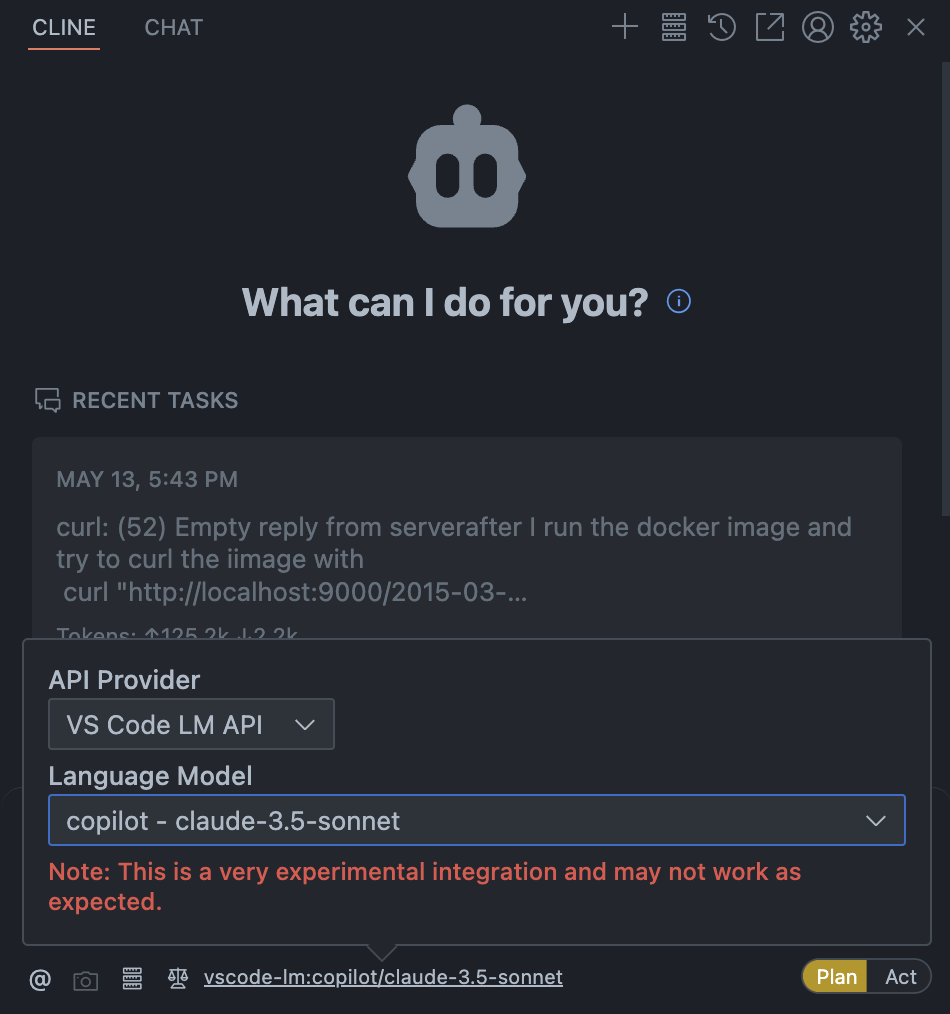 CLINE CHAT
What can I do for you?
RECENT TASKS
MAY 13, 5:43 PM
curl: (52) Empty reply from serverafter I run the docker image and
try to curl the iimage with
curl "http://localhost:9000/2015-03-...
Tokens: ↑125.2k ↓2.2k
API Provider
VS Code LM API
Language Model
copilot - claude-3.5-sonnet
Note: This is a very experimental integration and may not work as
expected.
@ vscode-lm:copilot/claude-3.5-sonnet Plan Act